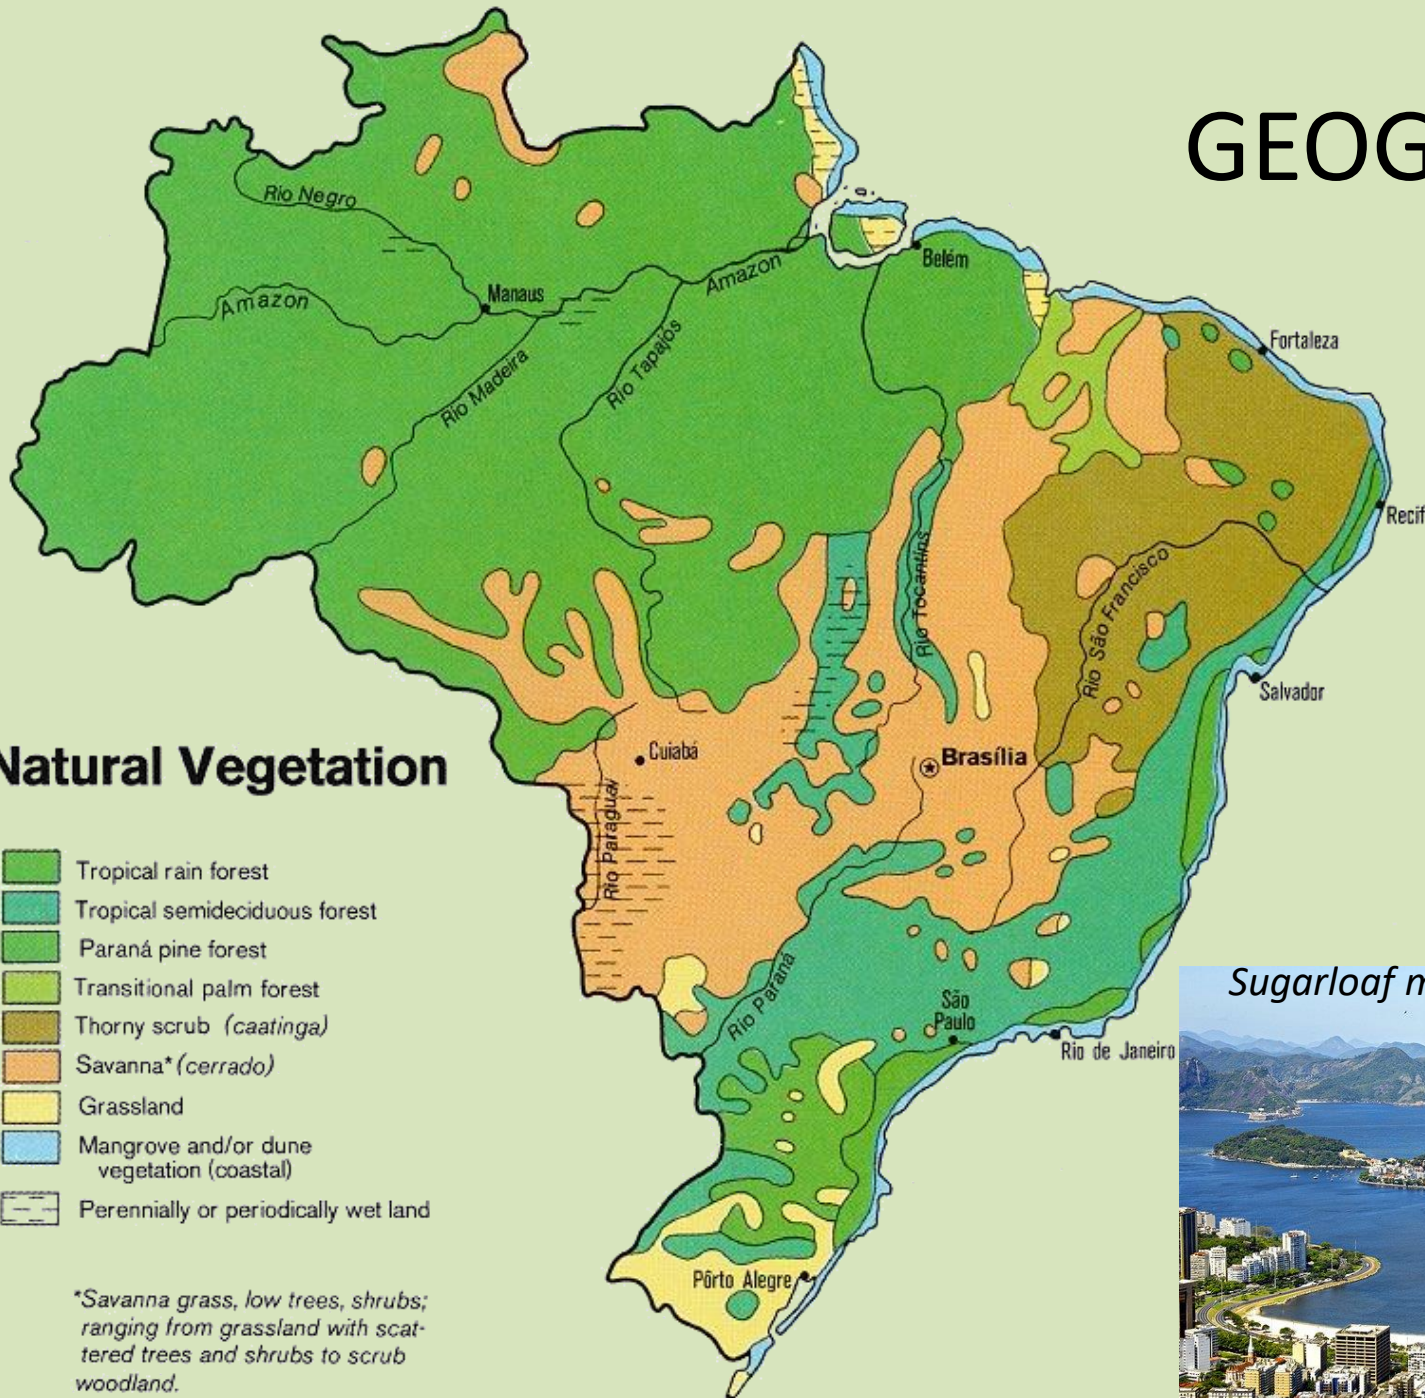 GEOG
Rio Negro
Amazon
Manaus
Amazon
Belém
Rio Madeira
Rio Tapajós
Fortaleza
Recif
Rio Tocantins
Rio São Francisco
Salvador
Cuiabá
Brasília
Rio Paraguai
Rio Paraná
São
Paulo
Rio de Janeiro
Pôrto Alegre
Natural Vegetation
Tropical rain forest
Tropical semideciduous forest
Paraná pine forest
Transitional palm forest
Thorny scrub (caatinga)
Savanna* (cerrado)
Grassland
Mangrove and/or dune
vegetation (coastal)
Perennially or periodically wet land
*Savanna grass, low trees, shrubs;
ranging from grassland with scat-
tered trees and shrubs to scrub
woodland.
Sugarloaf m